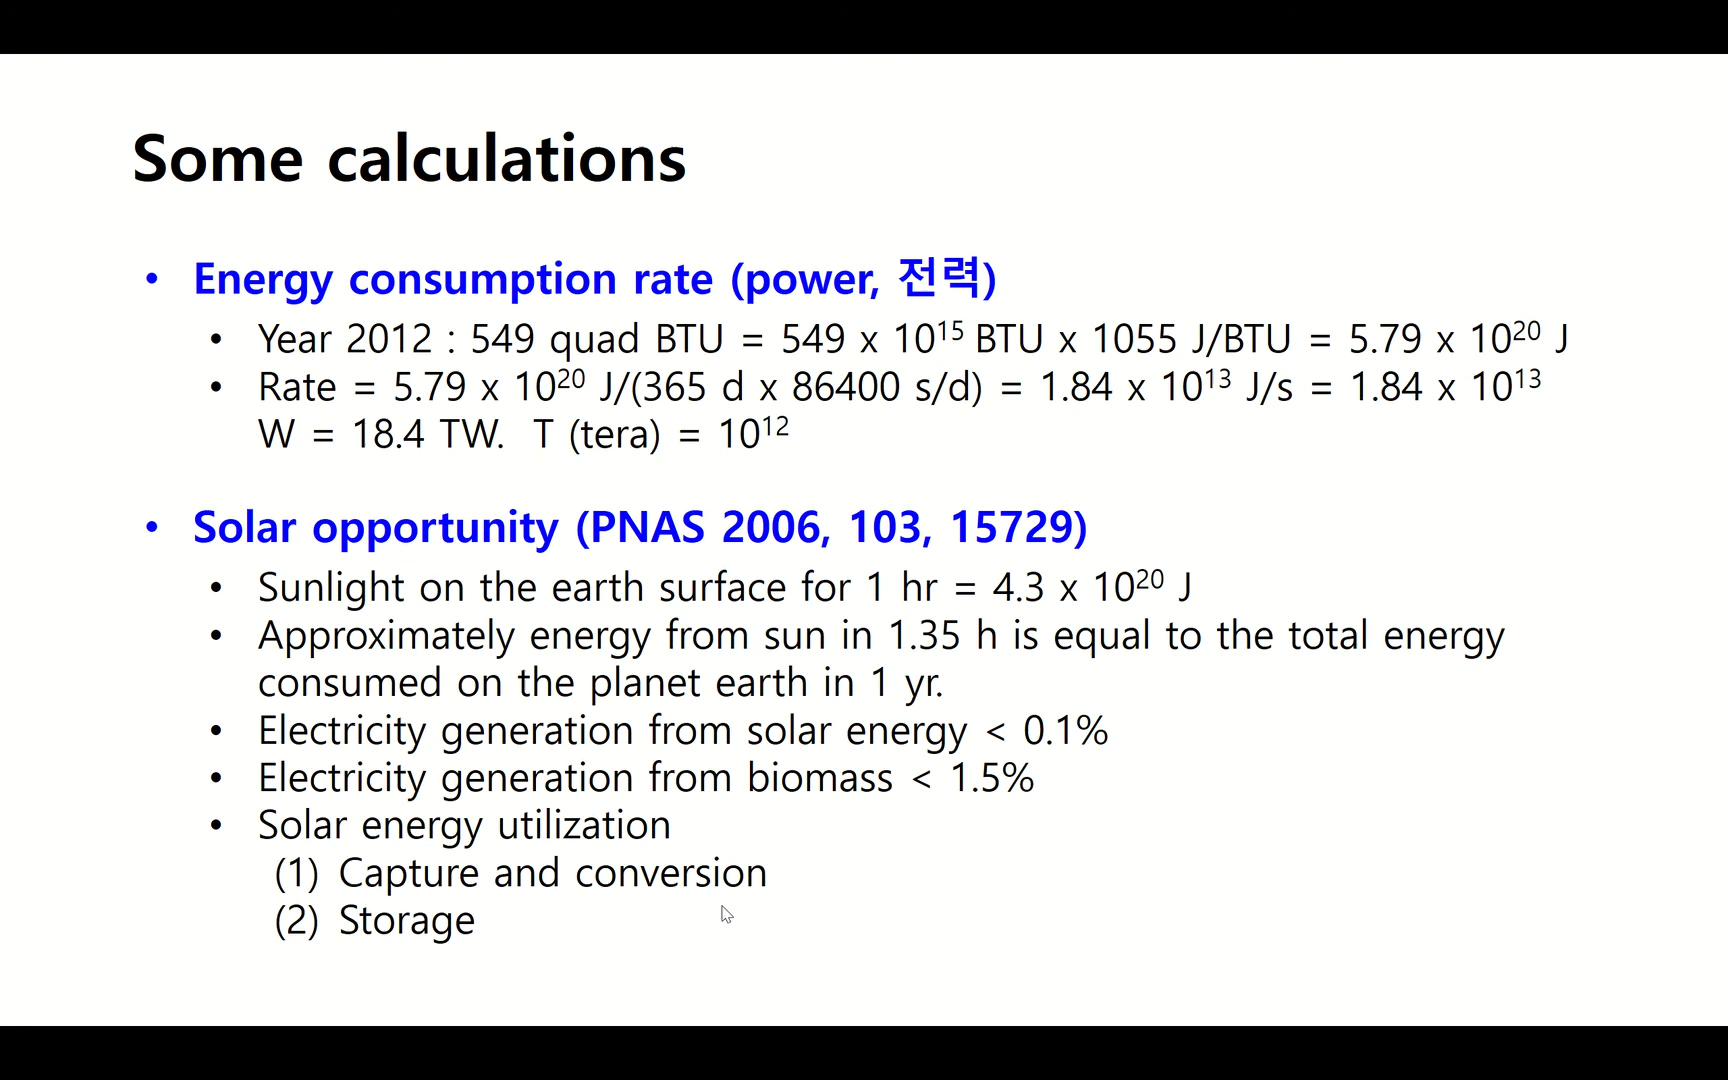 Some calculations
• Energy consumption rate (power, 전력)
• Year 2012 : 549 quad BTU = 549 x 10¹⁵ BTU x 1055 J/BTU = 5.79 x 10²⁰ J
• Rate = 5.79 x 10²⁰ J/(365 d x 86400 s/d) = 1.84 x 10¹³ J/s = 1.84 x 10¹³
W = 18.4 TW. T (tera) = 10¹²
• Solar opportunity (PNAS 2006, 103, 15729)
• Sunlight on the earth surface for 1 hr = 4.3 x 10²⁰ J
• Approximately energy from sun in 1.35 h is equal to the total energy
consumed on the planet earth in 1 yr.
• Electricity generation from solar energy < 0.1%
• Electricity generation from biomass < 1.5%
• Solar energy utilization
(1) Capture and conversion
(2) Storage